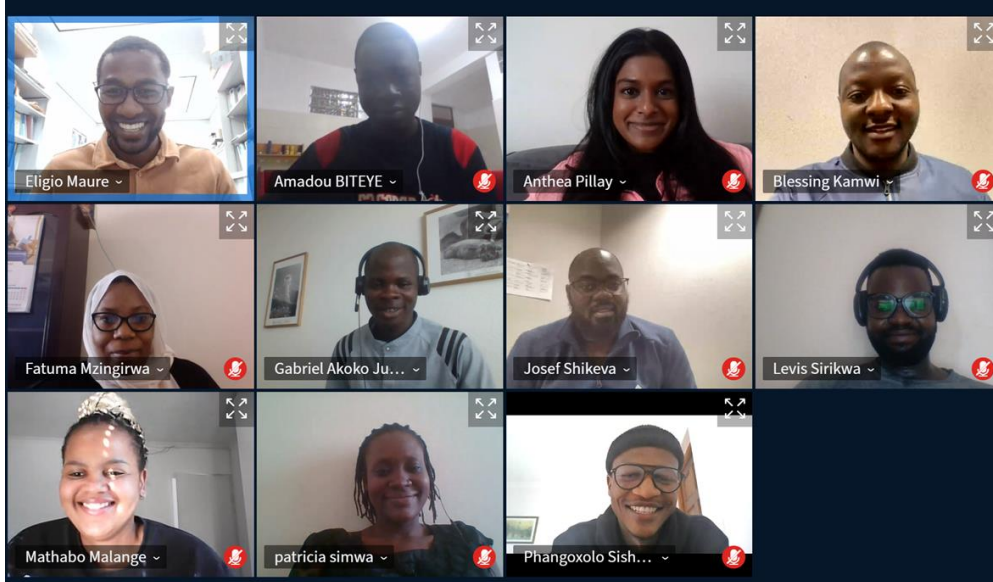 Eligio Maure
Amadou BITEYE
Anthea Pillay
Blessing Kamwi
Fatuma Mzingirwa
Gabriel Akoko Ju...
Josef Shikeva
Levis Sirikwa
Mathabo Malange
patricia simwa
Phangoxolo Sish...